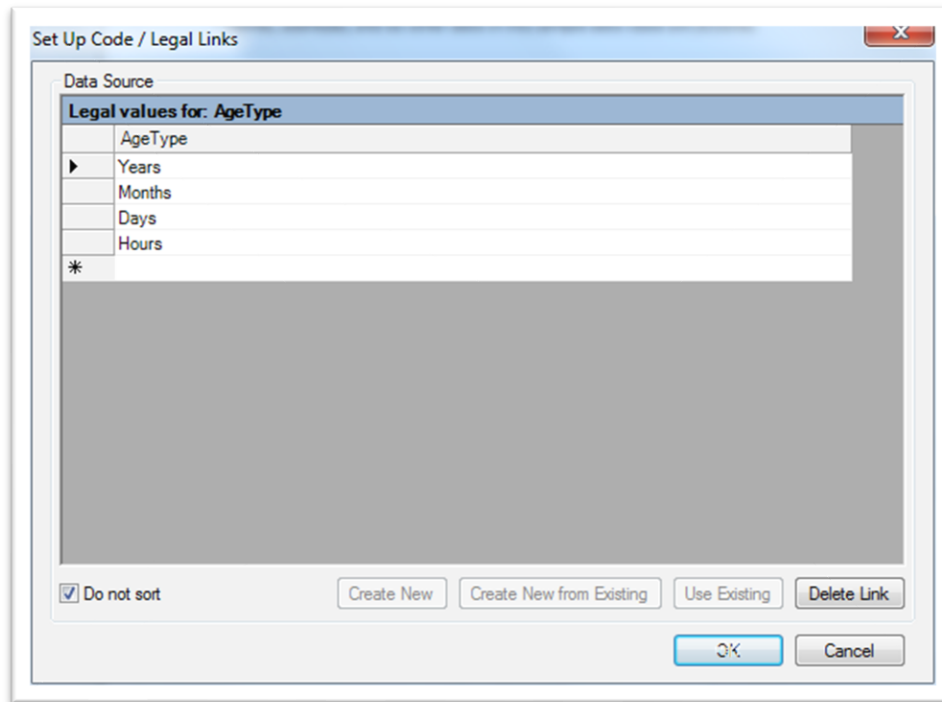 Set Up Code / Legal Links
X
Data Source
Legal values for: AgeType
AgeType
Years
Months
Days
Hours
*
Do not sort
Create New
Create New from Existing
Use Existing
Delete Link
OK
Cancel